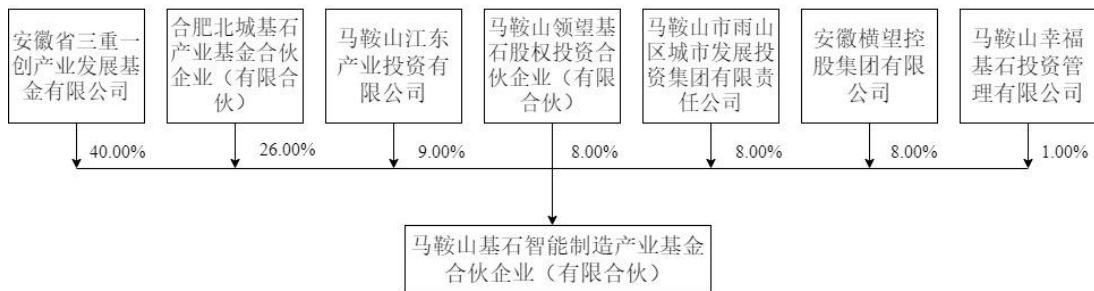 安徽省三重一
创产业发展基
金有限公司
合肥北城基石
产业基金合伙
企业（有限合
伙）
马鞍山江东
产业投资有
限公司
马鞍山领望基
石股权投资合
伙企业（有限
合伙）
马鞍山市雨山
区城市发展投
资集团有限责
任公司
安徽横望控
股集团有限
公司
马鞍山幸福
基石投资管
理有限公司
40.00%
26.00%
9.00%
8.00%
8.00%
8.00%
1.00%
马鞍山基石智能制造产业基金
合伙企业（有限合伙）